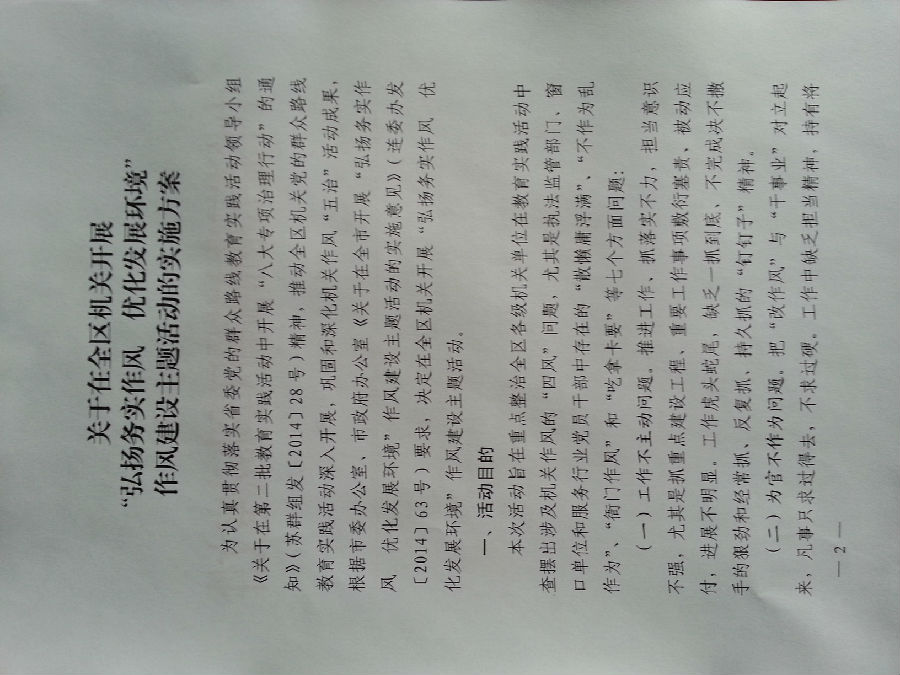 关于在全区机关开展
“弘扬务实作风　优化发展环境”
作风建设主题活动的实施方案
为认真贯彻落实省委党的群众路线教育实践活动领导小组
《关于在第二批教育实践活动中开展“八大专项治理行动”的通
知》（苏群组发〔2014〕28号）精神，推动全区机关党的群众路线
教育实践活动深入开展，巩固和深化机关作风“五治”活动成果，
根据市委办公室、市政府办公室《关于在全市开展“弘扬务实作
风　优化发展环境”作风建设主题活动的实施意见》（连委办发
〔2014〕63号）要求，决定在全区机关开展“弘扬务实作风　优
化发展环境”作风建设主题活动。
一、活动目的
本次活动旨在重点整治全区各级机关单位在教育实践活动中
查摆出涉及机关作风的“四风”问题，尤其是执法监管部门、窗
口单位和服务行业党员干部中存在的“散懒庸浮满”、“不作为乱
作为”、“衙门作风”和“吃拿卡要”等七个方面问题：
（一）工作不主动问题。推进工作、抓落实不力，担当意识
不强，尤其是抓重点建设工程、重要工作事项敷衍塞责、被动应
付，进展不明显。工作虎头蛇尾，缺乏一抓到底、不完成决不撒
手的狠劲和经常抓、反复抓、持久抓的“钉钉子”精神。
（二）为官不作为问题。把“改作风”与“干事业”对立起
来，凡事只求过得去，不求过硬。工作中缺乏担当精神，持有将
— 2 —